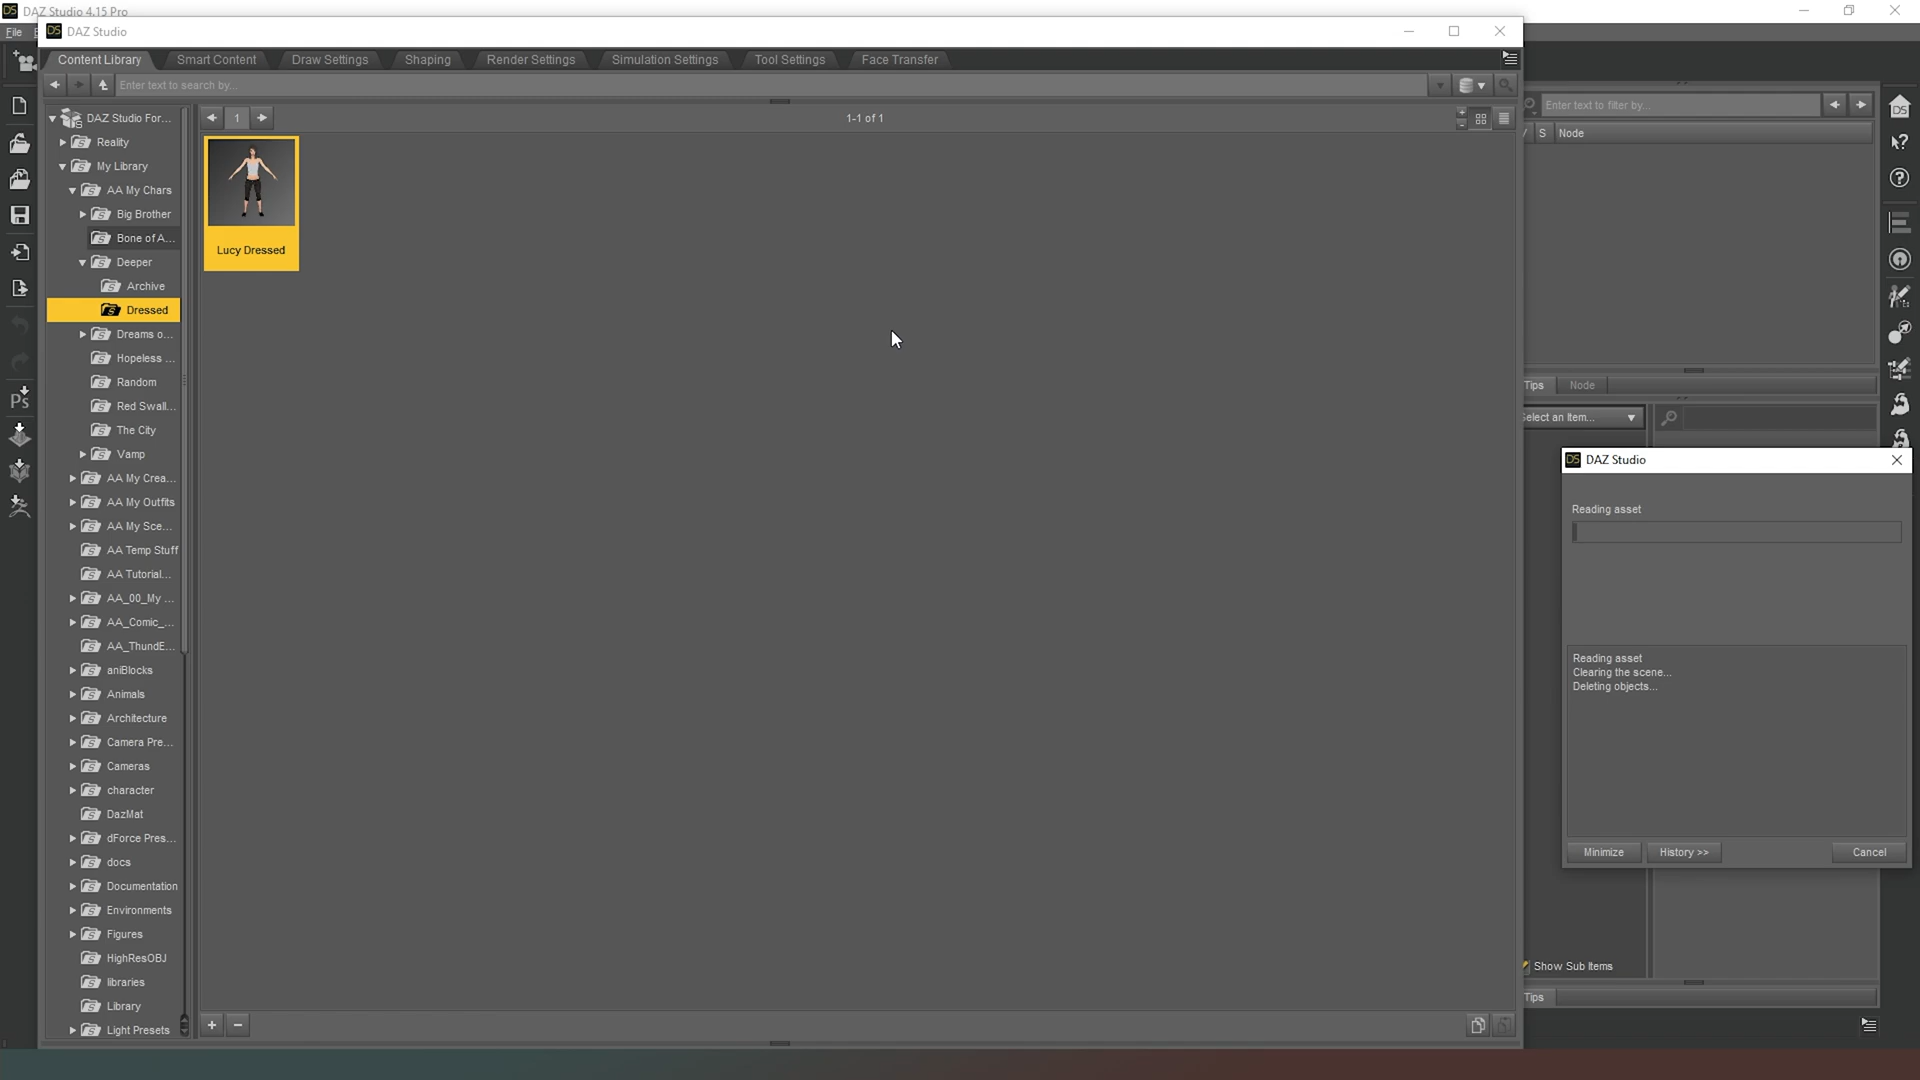 DAZ Studio 4.15 Pro
File
DAZ Studio
Content Library
Smart Content
Draw Settings
Shaping
Render Settings
Simulation Settings
Tool Settings
Face Transfer
Enter text to search by...
1
1-1 of 1
DAZ Studio For...
Reality
My Library
AA My Chars
Big Brother
Bone of A...
Deeper
Archive
Dressed
Dreams o...
Hopeless ...
Random
Red Swall...
The City
Vamp
AA My Crea...
AA My Outfits
AA My Sce...
AA Temp Stuff
AA Tutorial...
AA_00_My ...
AA_Comic_...
AA_ThundE...
aniBlocks
Animals
Architecture
Camera Pre...
Cameras
character
DazMat
dForce Pres...
docs
Documentation
Environments
Figures
HighResOBJ
libraries
Library
Light Presets
Lucy Dressed
Enter text to filter by...
S
Node
Tips
Node
Select an Item...
DAZ Studio
Reading asset
Reading asset
Clearing the scene...
Deleting objects...
Minimize
History >>
Cancel
Show Sub Items
Tips
Ps